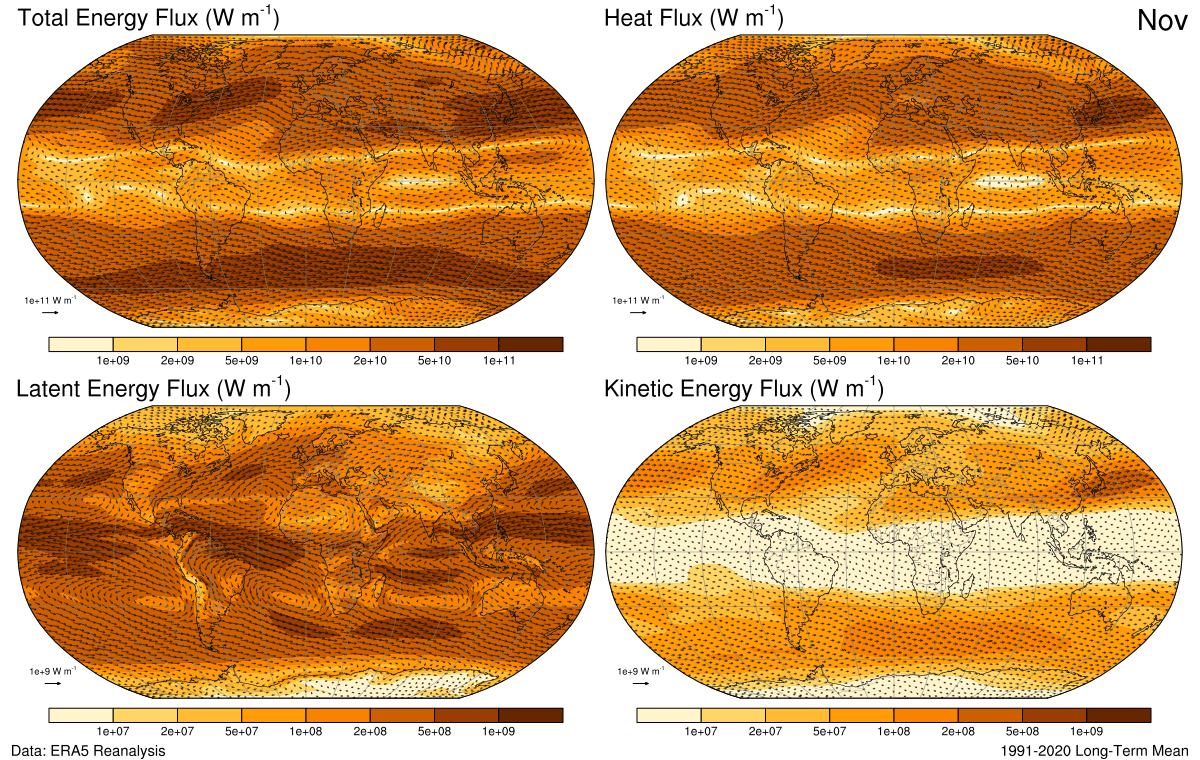 Total Energy Flux (W m-1)
Heat Flux (W m-1)
Nov
1e+11 W m-1
1e+11 W m-1
1e+09 2e+09 5e+09 1e+10 2e+10 5e+10 1e+11
1e+09 2e+09 5e+09 1e+10 2e+10 5e+10 1e+11
Latent Energy Flux (W m-1)
Kinetic Energy Flux (W m-1)
1e+9 W m-1
1e+9 W m-1
1e+07 2e+07 5e+07 1e+08 2e+08 5e+08 1e+09
1e+07 2e+07 5e+07 1e+08 2e+08 5e+08 1e+09
Data: ERA5 Reanalysis
1991-2020 Long-Term Mean